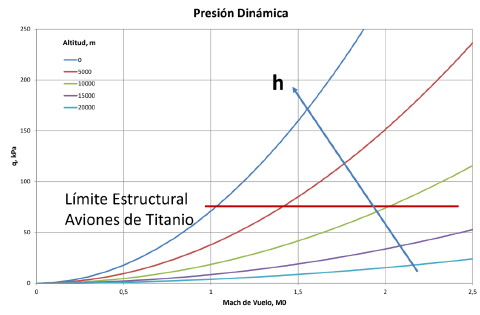 Presión Dinámica
Altitud, m
0
5000
10000
15000
20000
h
Límite Estructural
Aviones de Titanio
q, kPa
250
200
150
100
50
0
0
0,5
1
1,5
2
2,5
Mach de Vuelo, M0